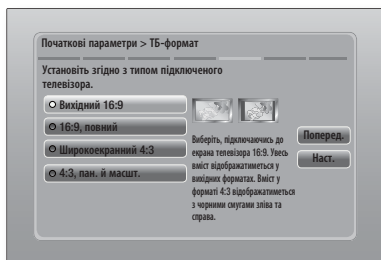 Початкові параметри > ТБ-формат
Установіть згідно з типом підключеного
телевізора.
Вихідний 16:9
16:9, повний
Широкоекранний 4:3
4:3, пан. й масшт.
Виберіть, підключаючись до
екрана телевізора 16:9. Увесь
вміст відображатиметься у
вихідних форматах. Вміст у
форматі 4:3 відображатиметься
з чорними смугами зліва та
справа.
Поперед.
Наст.